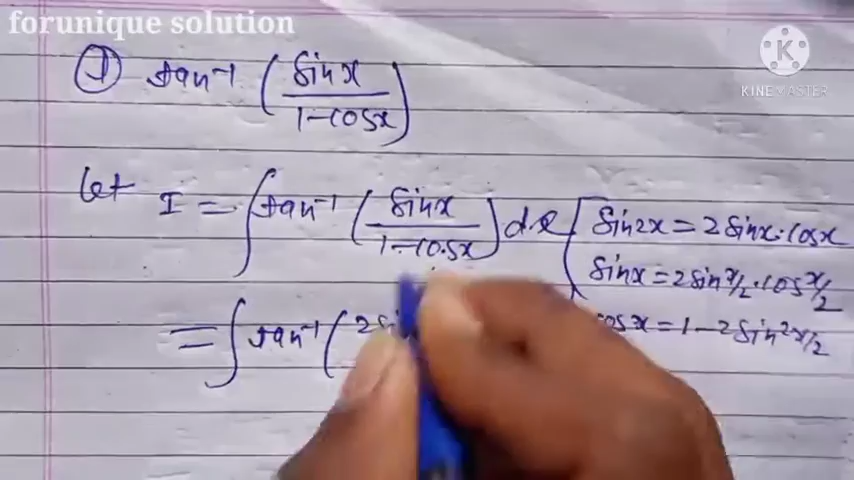 forunique solution
KINEMASTER
① tan⁻¹ (sinx / 1-cosx)
Let I = ∫ tan⁻¹ (sinx / 1-cosx) dx
= ∫ tan⁻¹ ( 2si
sin2x = 2sinx·cosx
sinx = 2sin x/2 · cos x/2
cosx = 1 - 2sin² x/2